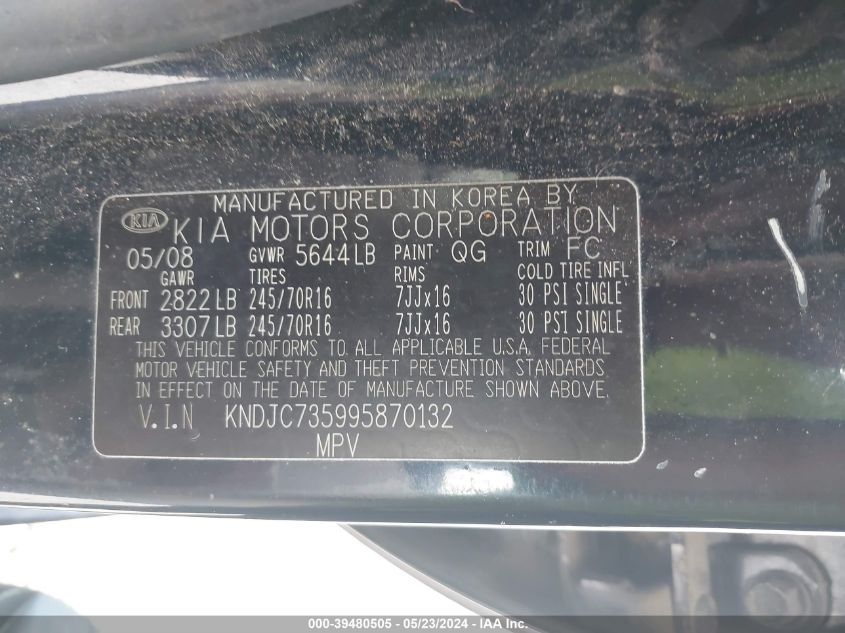 MANUFACTURED IN KOREA BY
KIA KIA MOTORS CORPORATION
05/08 GVWR 5644LB PAINT QG TRIM FC
GAWR TIRES RIMS COLD TIRE INFL
FRONT 2822LB 245/70R16 7JJx16 30 PSI SINGLE
REAR 3307LB 245/70R16 7JJx16 30 PSI SINGLE
THIS VEHICLE CONFORMS TO ALL APPLICABLE U.S.A. FEDERAL
MOTOR VEHICLE SAFETY AND THEFT PREVENTION STANDARDS
IN EFFECT ON THE DATE OF MANUFACTURE SHOWN ABOVE.
V.I.N KNDJC735995870132
MPV
000-39480505 - 05/23/2024 - IAA Inc.